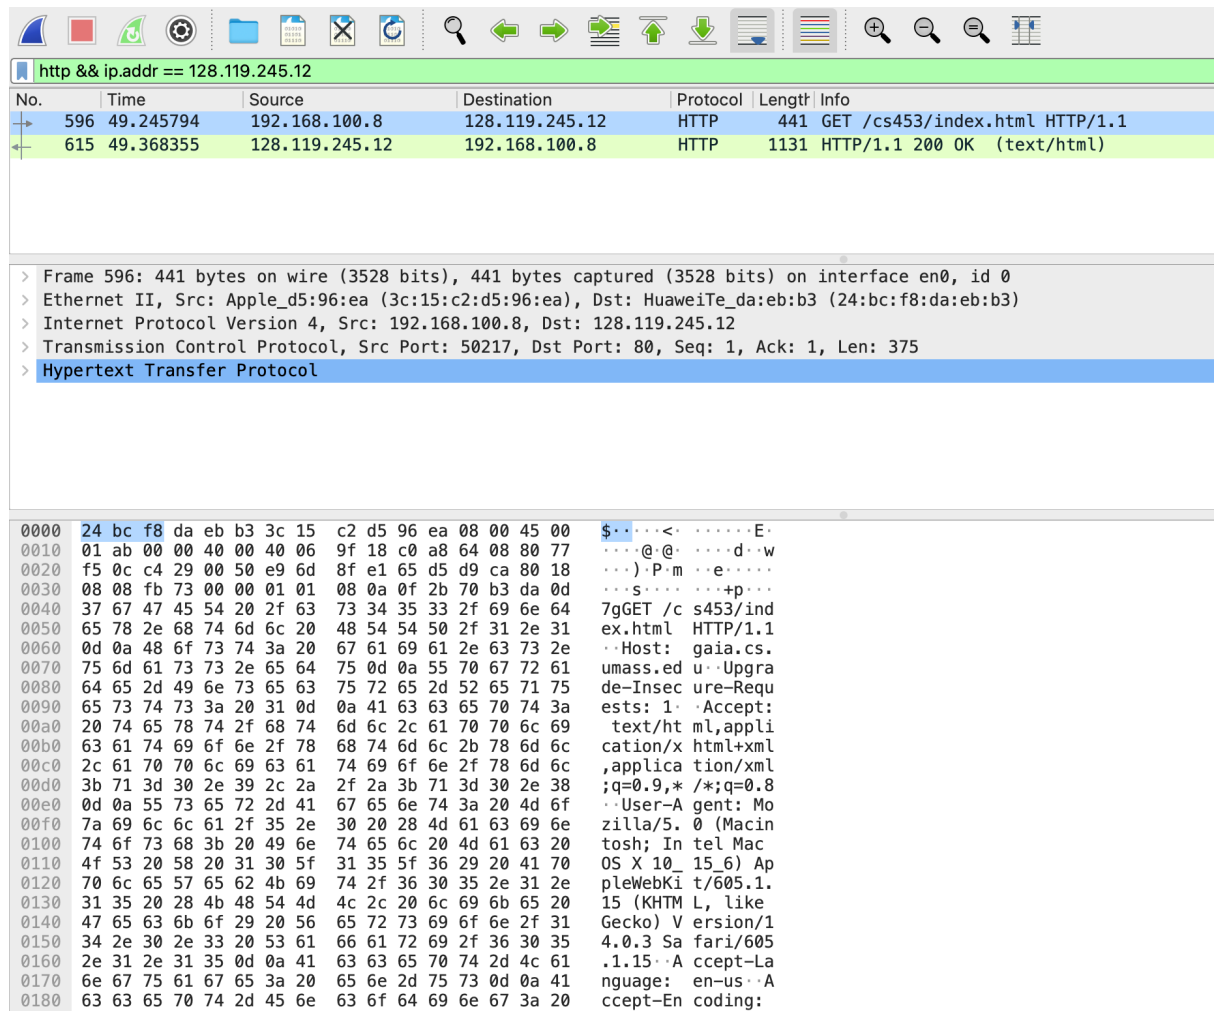 http && ip.addr == 128.119.245.12
No. Time Source Destination Protocol Length Info
596 49.245794 192.168.100.8 128.119.245.12 HTTP 441 GET /cs453/index.html HTTP/1.1
615 49.368355 128.119.245.12 192.168.100.8 HTTP 1131 HTTP/1.1 200 OK (text/html)
Frame 596: 441 bytes on wire (3528 bits), 441 bytes captured (3528 bits) on interface en0, id 0
Ethernet II, Src: Apple_d5:96:ea (3c:15:c2:d5:96:ea), Dst: HuaweiTe_da:eb:b3 (24:bc:f8:da:eb:b3)
Internet Protocol Version 4, Src: 192.168.100.8, Dst: 128.119.245.12
Transmission Control Protocol, Src Port: 50217, Dst Port: 80, Seq: 1, Ack: 1, Len: 375
Hypertext Transfer Protocol
0000 24 bc f8 da eb b3 3c 15 c2 d5 96 ea 08 00 45 00 $·····<· ······E·
0010 01 ab 00 00 40 00 40 06 9f 18 c0 a8 64 08 80 77 ····@·@· ····d··w
0020 f5 0c c4 29 00 50 e9 6d 8f e1 65 d5 d9 ca 80 18 ···)·P·m ··e·····
0030 08 08 fb 73 00 00 01 01 08 0a 0f 2b 70 b3 da 0d ···s···· ···+p···
0040 37 67 47 45 54 20 2f 63 73 34 35 33 2f 69 6e 64 7gGET /c s453/ind
0050 65 78 2e 68 74 6d 6c 20 48 54 54 50 2f 31 2e 31 ex.html HTTP/1.1
0060 0d 0a 48 6f 73 74 3a 20 67 61 69 61 2e 63 73 2e ··Host: gaia.cs.
0070 75 6d 61 73 73 2e 65 64 75 0d 0a 55 70 67 72 61 umass.ed u··Upgra
0080 64 65 2d 49 6e 73 65 63 75 72 65 2d 52 65 71 75 de-Insec ure-Requ
0090 65 73 74 73 3a 20 31 0d 0a 41 63 63 65 70 74 3a ests: 1· ·Accept:
00a0 20 74 65 78 74 2f 68 74 6d 6c 2c 61 70 70 6c 69 text/ht ml,appli
00b0 63 61 74 69 6f 6e 2f 78 68 74 6d 6c 2b 78 6d 6c cation/x html+xml
00c0 2c 61 70 70 6c 69 63 61 74 69 6f 6e 2f 78 6d 6c ,applica tion/xml
00d0 3b 71 3d 30 2e 39 2c 2a 2f 2a 3b 71 3d 30 2e 38 ;q=0.9,* /*;q=0.8
00e0 0d 0a 55 73 65 72 2d 41 67 65 6e 74 3a 20 4d 6f ··User-A gent: Mo
00f0 7a 69 6c 6c 61 2f 35 2e 30 20 28 4d 61 63 69 6e zilla/5. 0 (Macin
0100 74 6f 73 68 3b 20 49 6e 74 65 6c 20 4d 61 63 20 tosh; In tel Mac
0110 4f 53 20 58 20 31 30 5f 31 35 5f 36 29 20 41 70 OS X 10_ 15_6) Ap
0120 70 6c 65 57 65 62 4b 69 74 2f 36 30 35 2e 31 2e pleWebKi t/605.1.
0130 31 35 20 28 4b 48 54 4d 4c 2c 20 6c 69 6b 65 20 15 (KHTM L, like
0140 47 65 63 6b 6f 29 20 56 65 72 73 69 6f 6e 2f 31 Gecko) V ersion/1
0150 34 2e 30 2e 33 20 53 61 66 61 72 69 2f 36 30 35 4.0.3 Sa fari/605
0160 2e 31 2e 31 35 0d 0a 41 63 63 65 70 74 2d 4c 61 .1.15··A ccept-La
0170 6e 67 75 61 67 65 3a 20 65 6e 2d 75 73 0d 0a 41 nguage: en-us··A
0180 63 63 65 70 74 2d 45 6e 63 6f 64 69 6e 67 3a 20 ccept-En coding: